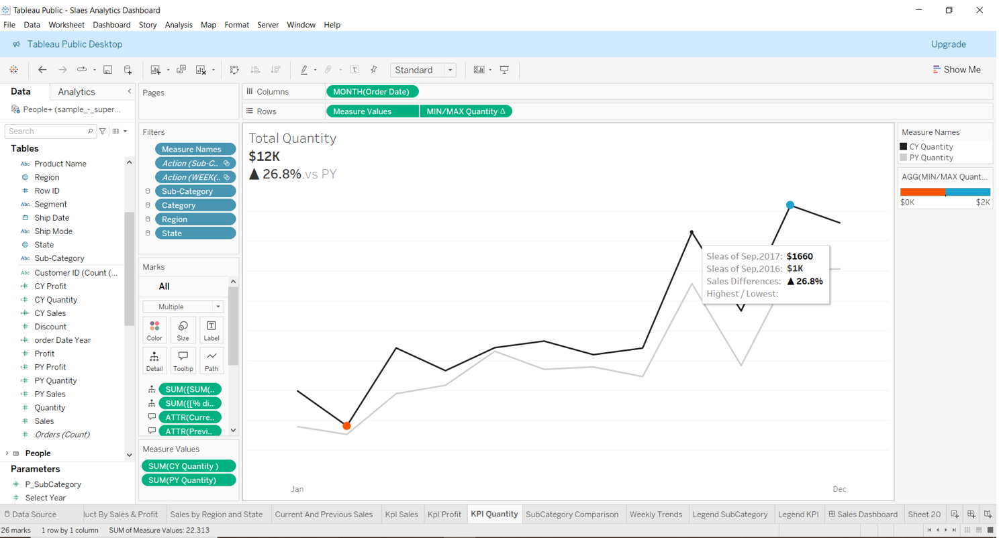 Tableau Public - Slaes Analytics Dashboard
File Data Worksheet Dashboard Story Analysis Map Format Server Window Help
Tableau Public Desktop Upgrade
Standard Show Me
Data Analytics
People+ (sample_-_super...
Search
Tables
Abc Product Name
Region
# Row ID
Abc Segment
Ship Date
Abc Ship Mode
State
Abc Sub-Category
Abc Customer ID (Count (...
=# CY Profit
=# CY Quantity
=# CY Sales
# Discount
=# order Date Year
# Profit
=# PY Profit
=# PY Quantity
=# PY Sales
# Quantity
# Sales
# Orders (Count)
People
Parameters
# P_SubCategory
# Select Year
Pages
Filters
Measure Names
Action (Sub-C..
Action (WEEK(..
Sub-Category
Category
Region
State
Marks
All
Multiple
Color Size Label
Detail Tooltip Path
SUM([SUM(..
SUM({[% di..
ATTR(Curre..
ATTR(Previ..
Measure Values
SUM(CY Quantity )
SUM(PY Quantity)
Columns MONTH(Order Date)
Rows Measure Values MIN/MAX Quantity Δ
Total Quantity
$12K
▲ 26.8%.vs PY
Sleas of Sep,2017: $1660
Sleas of Sep,2016: $1K
Sales Differences: ▲ 26.8%
Highest / Lowest:
Jan Dec
Measure Names
CY Quantity
PY Quantity
AGG(MIN/MAX Quant...
$0K $2K
Data Source luct By Sales & Profit Sales by Region and State Current And Previous Sales Kpl Sales Kpl Profit KPI Quantity SubCategory Comparison Weekly Trends Legend SubCategory Legend KPI Sales Dashboard Sheet 20
26 marks 1 row by 1 column SUM of Measure Values: 22,313